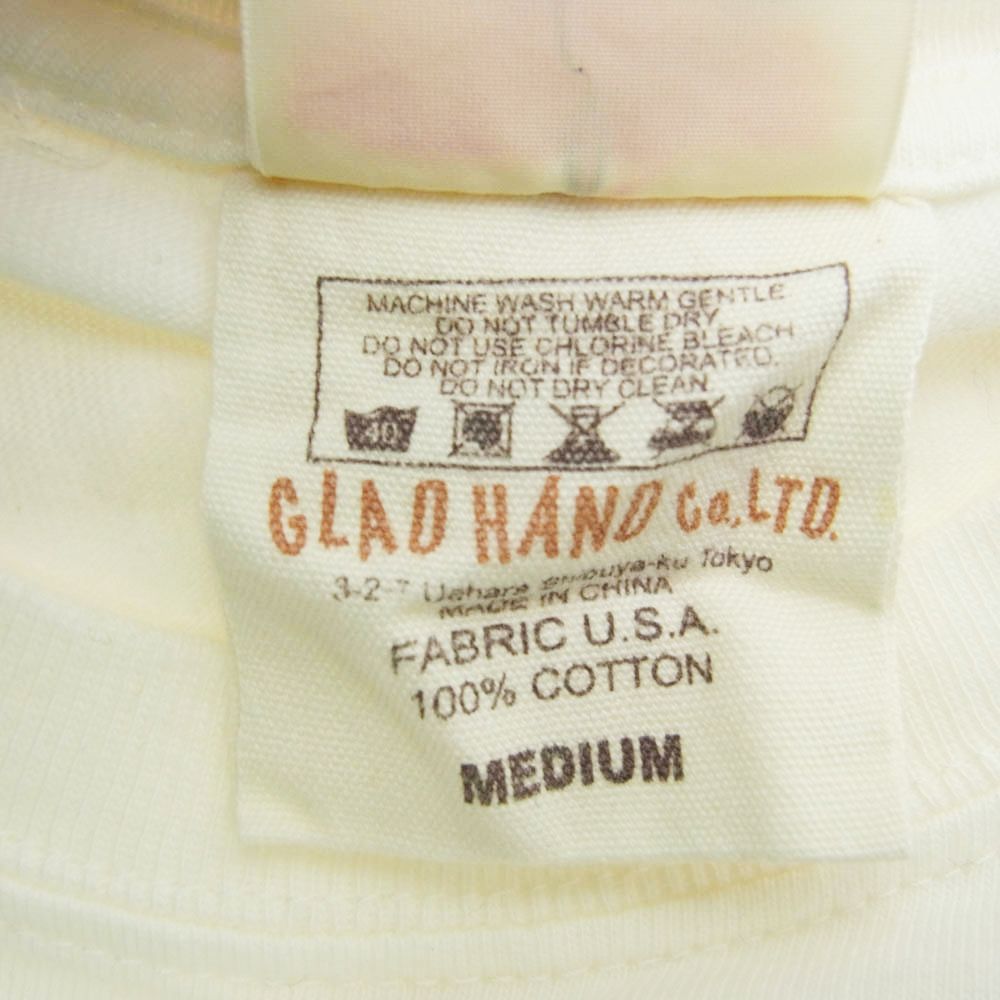 MACHINE WASH WARM GENTLE
DO NOT TUMBLE DRY
DO NOT USE CHLORINE BLEACH
DO NOT IRON IF DECORATED.
DO NOT DRY CLEAN.
40
GLAD HAND Co., LTD.
3-2-7 Uehara Shibuya-ku Tokyo
MADE IN CHINA
FABRIC U.S.A.
100% COTTON
MEDIUM